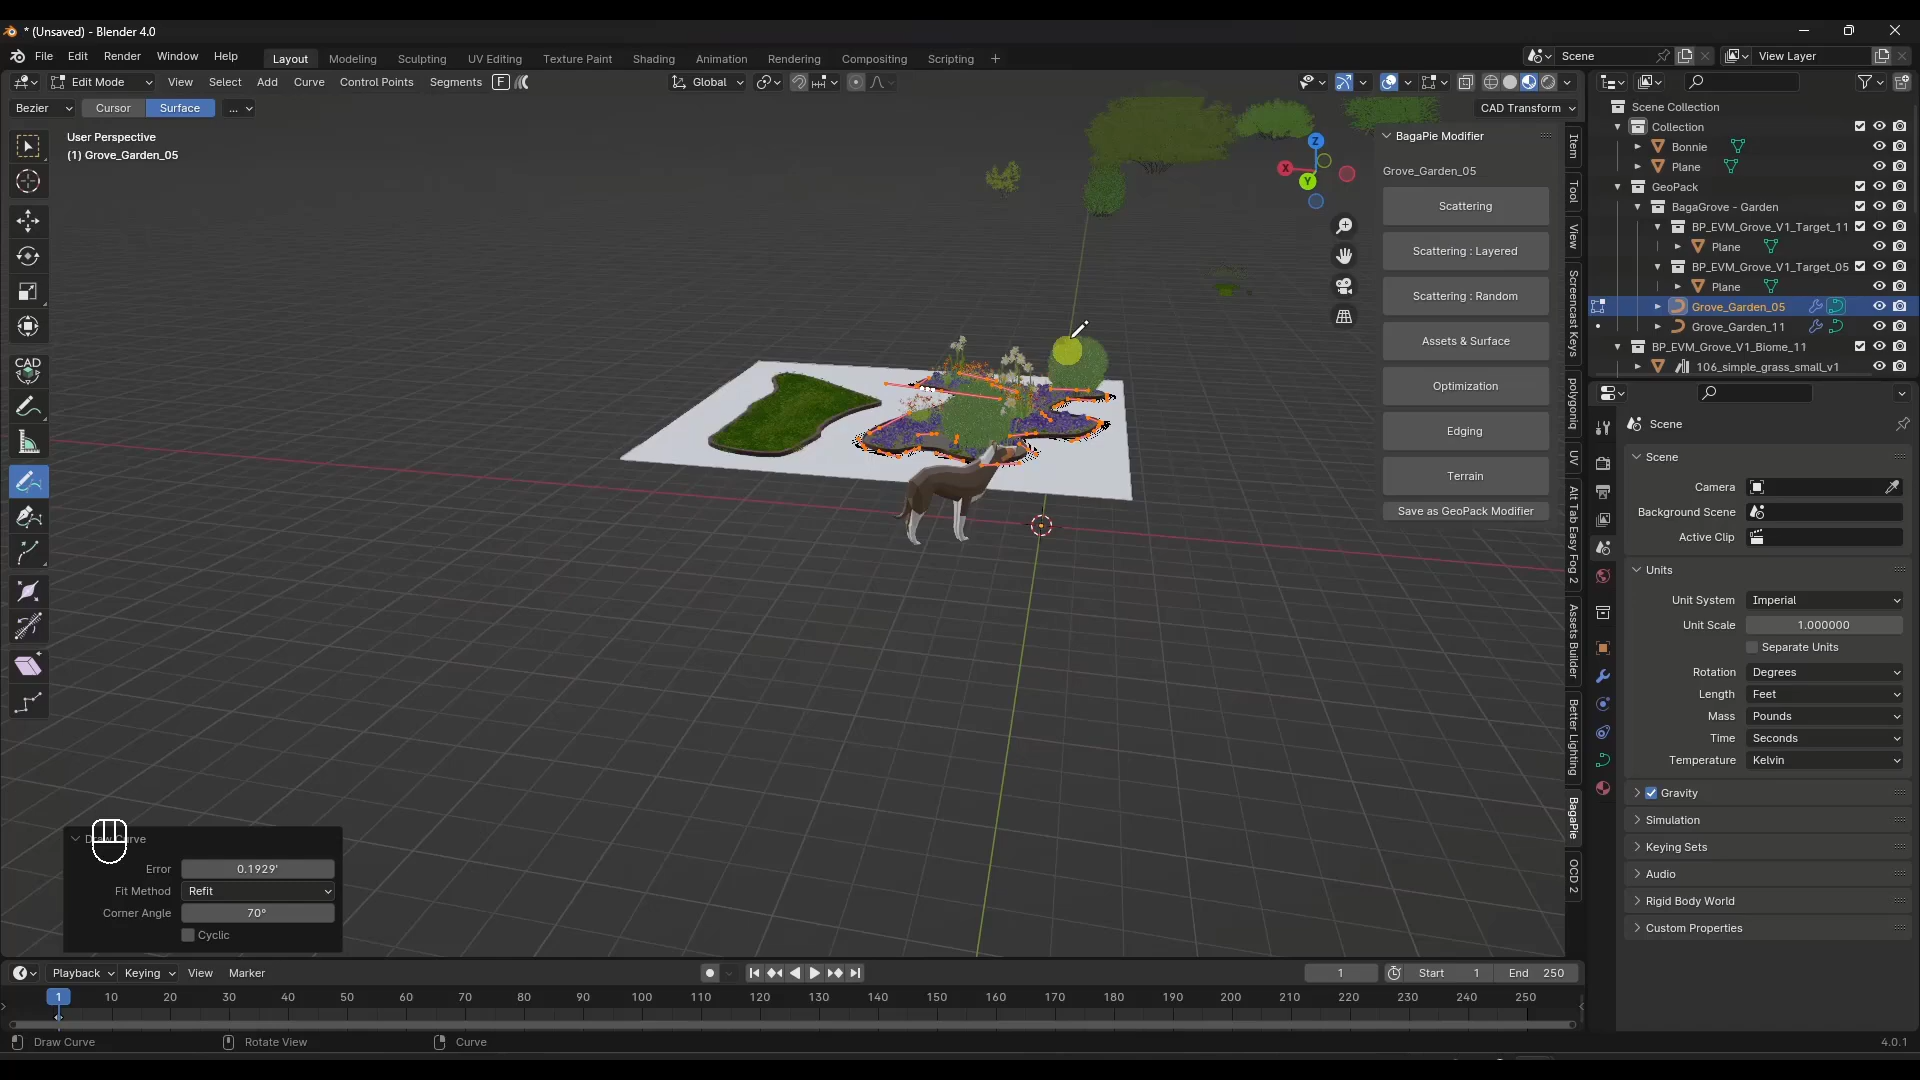 * (Unsaved) - Blender 4.0
File Edit Render Window Help
Layout Modeling Sculpting UV Editing Texture Paint Shading Animation Rendering Compositing Scripting +
Scene View Layer
Edit Mode View Select Add Curve Control Points Segments F Global
Bezier Cursor Surface ... CAD Transform
User Perspective
(1) Grove_Garden_05
CAD
Z
X
Y
BagaPie Modifier
Grove_Garden_05
Scattering
Scattering : Layered
Scattering : Random
Assets & Surface
Optimization
Edging
Terrain
Save as GeoPack Modifier
Item
Tool
View
Screencast Keys
polygoniq
UV
Alt Tab Easy Fog 2
Assets Builder
Better Lighting
BagaPie
OCD 2
Scene Collection
Collection
Bonnie
Plane
GeoPack
BagaGrove - Garden
BP_EVM_Grove_V1_Target_11
Plane
BP_EVM_Grove_V1_Target_05
Plane
Grove_Garden_05
Grove_Garden_11
BP_EVM_Grove_V1_Biome_11
106_simple_grass_small_v1
Scene
Scene
Camera
Background Scene
Active Clip
Units
Unit System Imperial
Unit Scale 1.000000
Separate Units
Rotation Degrees
Length Feet
Mass Pounds
Time Seconds
Temperature Kelvin
Gravity
Simulation
Keying Sets
Audio
Rigid Body World
Custom Properties
Error 0.1929'
Fit Method Refit
Corner Angle 70°
Cyclic
Playback Keying View Marker 1 Start 1 End 250
1 10 20 30 40 50 60 70 80 90 100 110 120 130 140 150 160 170 180 190 200 210 220 230 240 250
Draw Curve Rotate View Curve 4.0.1